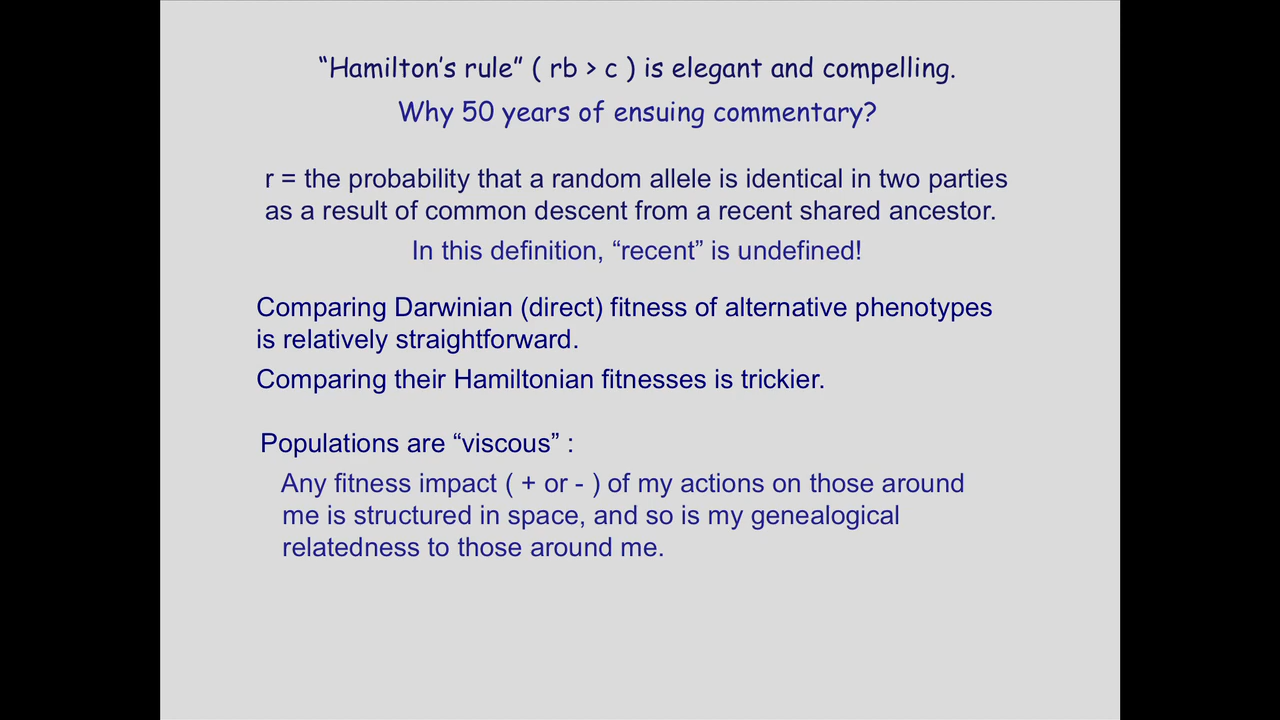 “Hamilton’s rule” ( rb > c ) is elegant and compelling.
Why 50 years of ensuing commentary?
r = the probability that a random allele is identical in two parties
as a result of common descent from a recent shared ancestor.
In this definition, “recent” is undefined!
Comparing Darwinian (direct) fitness of alternative phenotypes
is relatively straightforward.
Comparing their Hamiltonian fitnesses is trickier.
Populations are “viscous” :
Any fitness impact ( + or - ) of my actions on those around
me is structured in space, and so is my genealogical
relatedness to those around me.